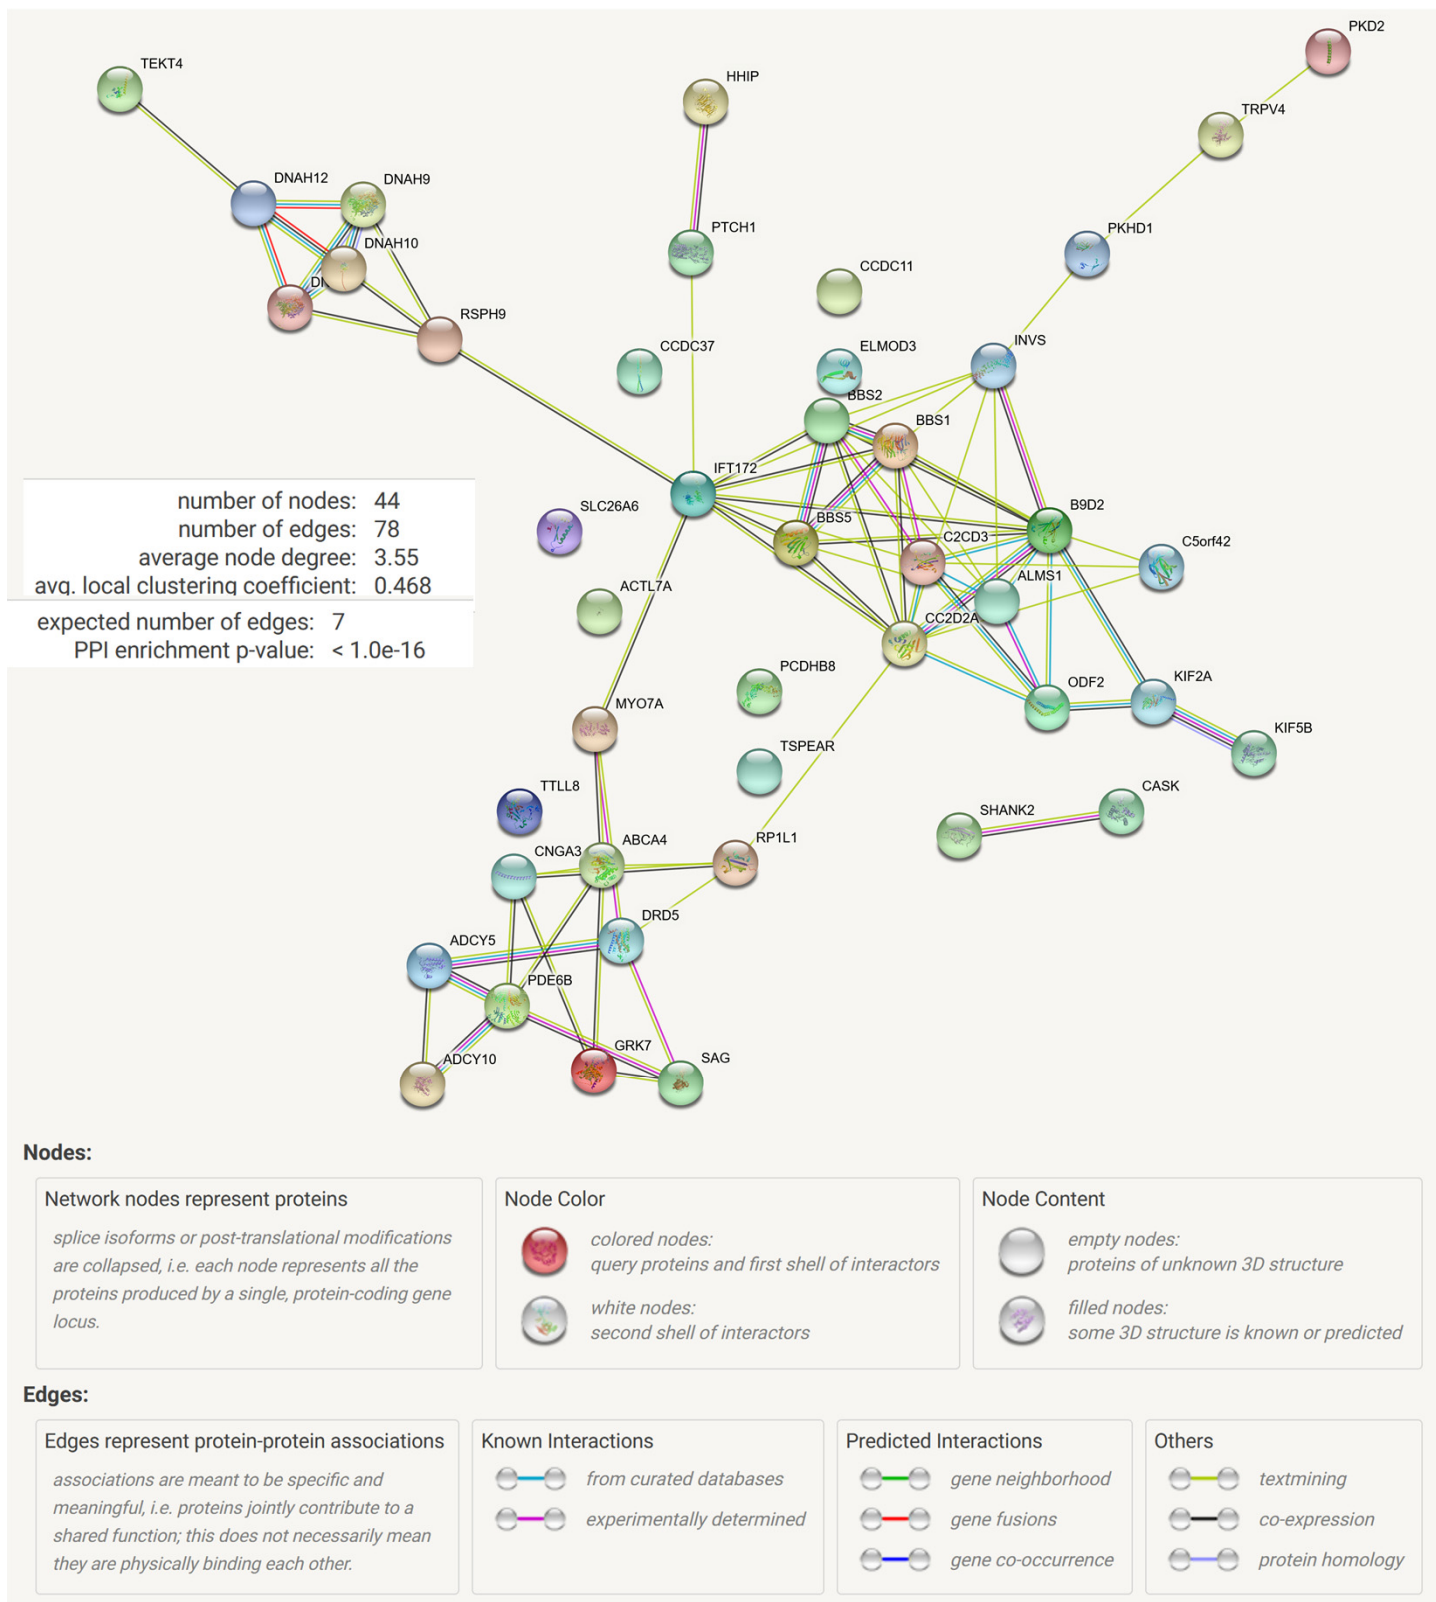 PKD2
TEKT4
HHIP
TRPV4
DNAH12
DNAH9
PTCH1
PKHD1
DNAH10
CCDC11
RSPH9
CCDC37
ELMOD3
INVS
BBS2
BBS1
IFT172
number of nodes: 44
number of edges: 78
average node degree: 3.55
avg. local clustering coefficient: 0.468
expected number of edges: 7
PPI enrichment p-value: < 1.0e-16
SLC26A6
BBS5
B9D2
C2CD3
C5orf42
ALMS1
ACTL7A
CC2D2A
PCDHB8
ODF2
KIF2A
MYO7A
KIF5B
TSPEAR
TTLL8
SHANK2
CASK
CNGA3
ABCA4
RP1L1
DRD5
ADCY5
PDE6B
ADCY10
GRK7
SAG
Nodes:
Network nodes represent proteins
splice isoforms or post-translational modifications
are collapsed, i.e. each node represents all the
proteins produced by a single, protein-coding gene
locus.
Node Color
colored nodes:
query proteins and first shell of interactors
white nodes:
second shell of interactors
Node Content
empty nodes:
proteins of unknown 3D structure
filled nodes:
some 3D structure is known or predicted
Edges:
Edges represent protein-protein associations
associations are meant to be specific and
meaningful, i.e. proteins jointly contribute to a
shared function; this does not necessarily mean
they are physically binding each other.
Known Interactions
from curated databases
experimentally determined
Predicted Interactions
gene neighborhood
gene fusions
gene co-occurrence
Others
textmining
co-expression
protein homology